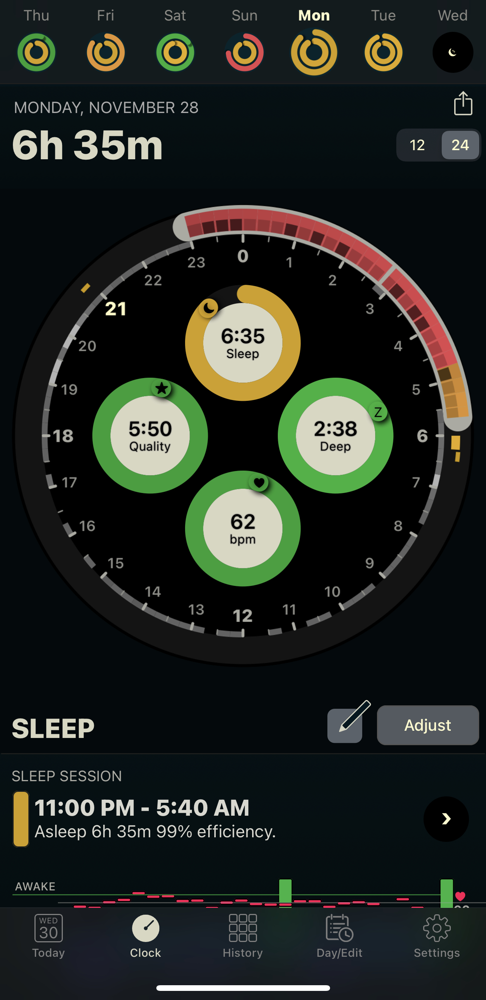 Thu Fri Sat Sun Mon Tue Wed
MONDAY, NOVEMBER 28
6h 35m
12 24
0
1
2
3
4
5
6
7
8
9
10
11
12
13
14
15
16
17
18
19
20
21
22
23
6:35
Sleep
5:50
Quality
2:38
Deep
Z
62
bpm
SLEEP
Adjust
SLEEP SESSION
11:00 PM - 5:40 AM
Asleep 6h 35m 99% efficiency.
AWAKE
WED
30
Today Clock History Day/Edit Settings